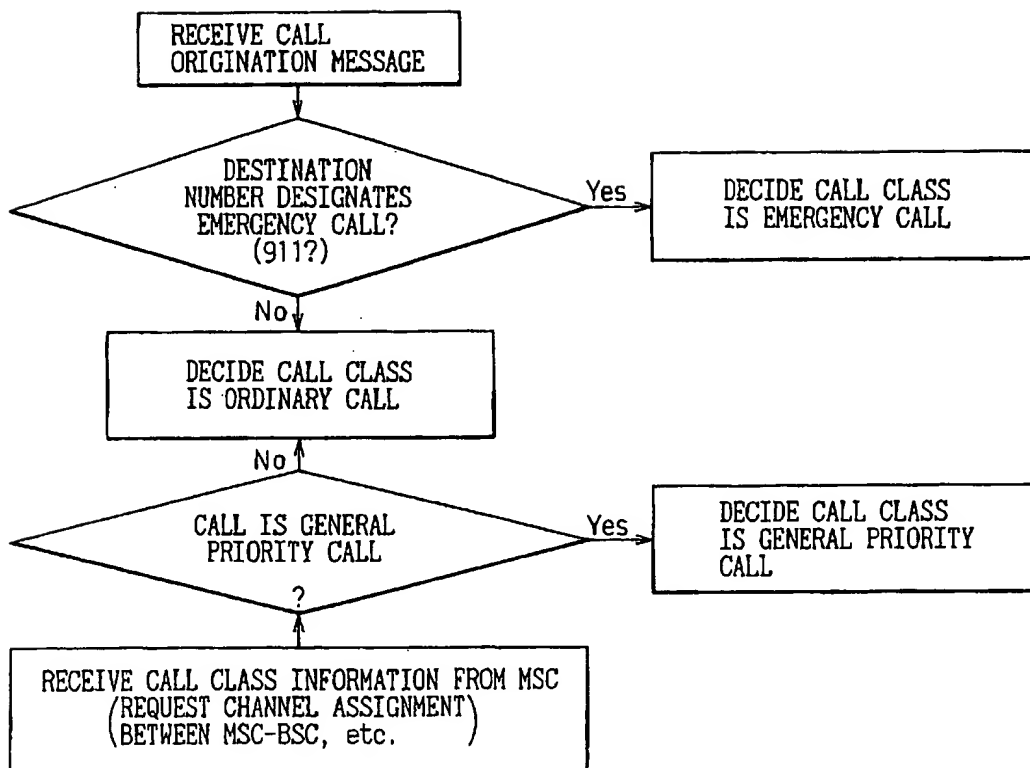 RECEIVE CALL
ORIGINATION MESSAGE
DESTINATION
NUMBER DESIGNATES
EMERGENCY CALL?
(911?)
Yes
DECIDE CALL CLASS
IS EMERGENCY CALL
No
DECIDE CALL CLASS
IS ORDINARY CALL
No
CALL IS GENERAL
PRIORITY CALL
?
Yes
DECIDE CALL CLASS
IS GENERAL PRIORITY
CALL
RECEIVE CALL CLASS INFORMATION FROM MSC
(REQUEST CHANNEL ASSIGNMENT
BETWEEN MSC-BSC, etc.)